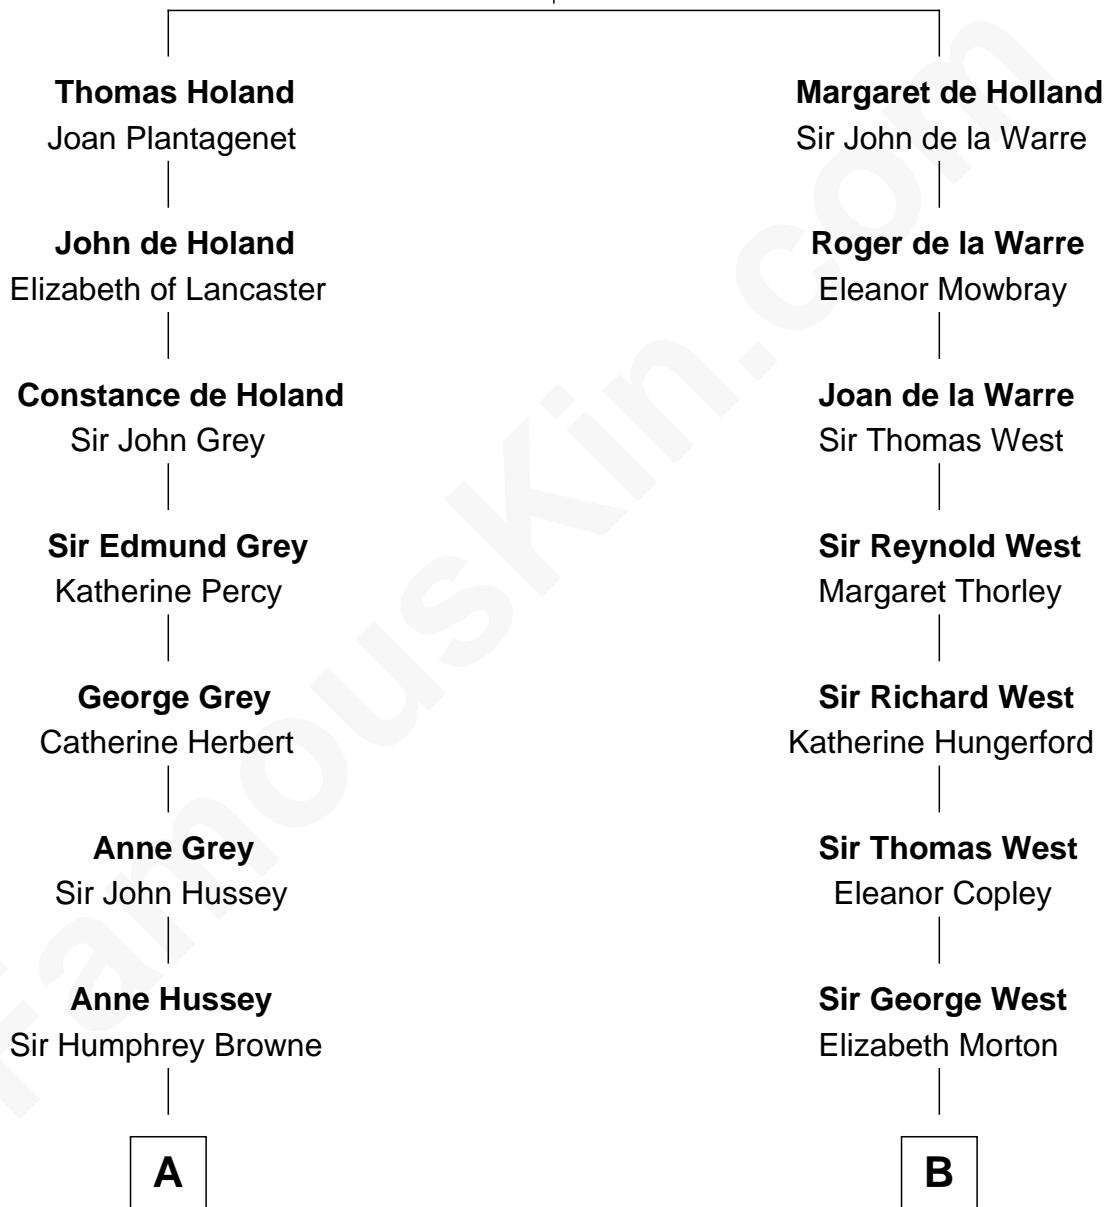 Thomas Holand
Joan Plantagenet
John de Holand
Elizabeth of Lancaster
Constance de Holand
Sir John Grey
Sir Edmund Grey
Katherine Percy
George Grey
Catherine Herbert
Anne Grey
Sir John Hussey
Anne Hussey
Sir Humphrey Browne
A
Margaret de Holland
Sir John de la Warre
Roger de la Warre
Eleanor Mowbray
Joan de la Warre
Sir Thomas West
Sir Reynold West
Margaret Thorley
Sir Richard West
Katherine Hungerford
Sir Thomas West
Eleanor Copley
Sir George West
Elizabeth Morton
B
FamousKin.com